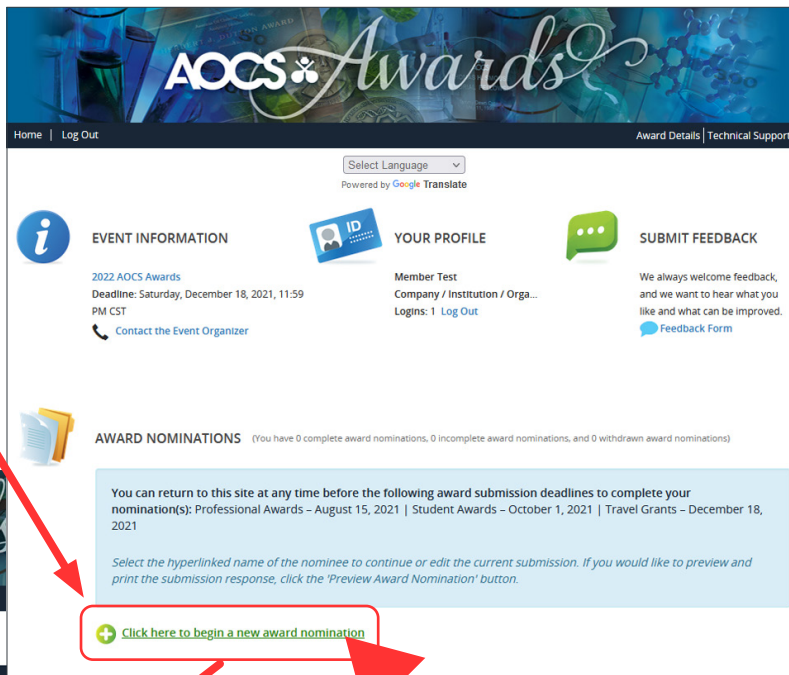 AOCS Awards
Home | Log Out
Award Details | Technical Support
Select Language
Powered by Google Translate
EVENT INFORMATION
2022 AOCS Awards
Deadline: Saturday, December 18, 2021, 11:59
PM CST
Contact the Event Organizer
ID
YOUR PROFILE
Member Test
Company / Institution / Orga...
Logins: 1 Log Out
SUBMIT FEEDBACK
We always welcome feedback,
and we want to hear what you
like and what can be improved.
Feedback Form
AWARD NOMINATIONS (You have 0 complete award nominations, 0 incomplete award nominations, and 0 withdrawn award nominations)
You can return to this site at any time before the following award submission deadlines to complete your
nomination(s): Professional Awards – August 15, 2021 | Student Awards – October 1, 2021 | Travel Grants – December 18,
2021
Select the hyperlinked name of the nominee to continue or edit the current submission. If you would like to preview and
print the submission response, click the 'Preview Award Nomination' button.
Click here to begin a new award nomination